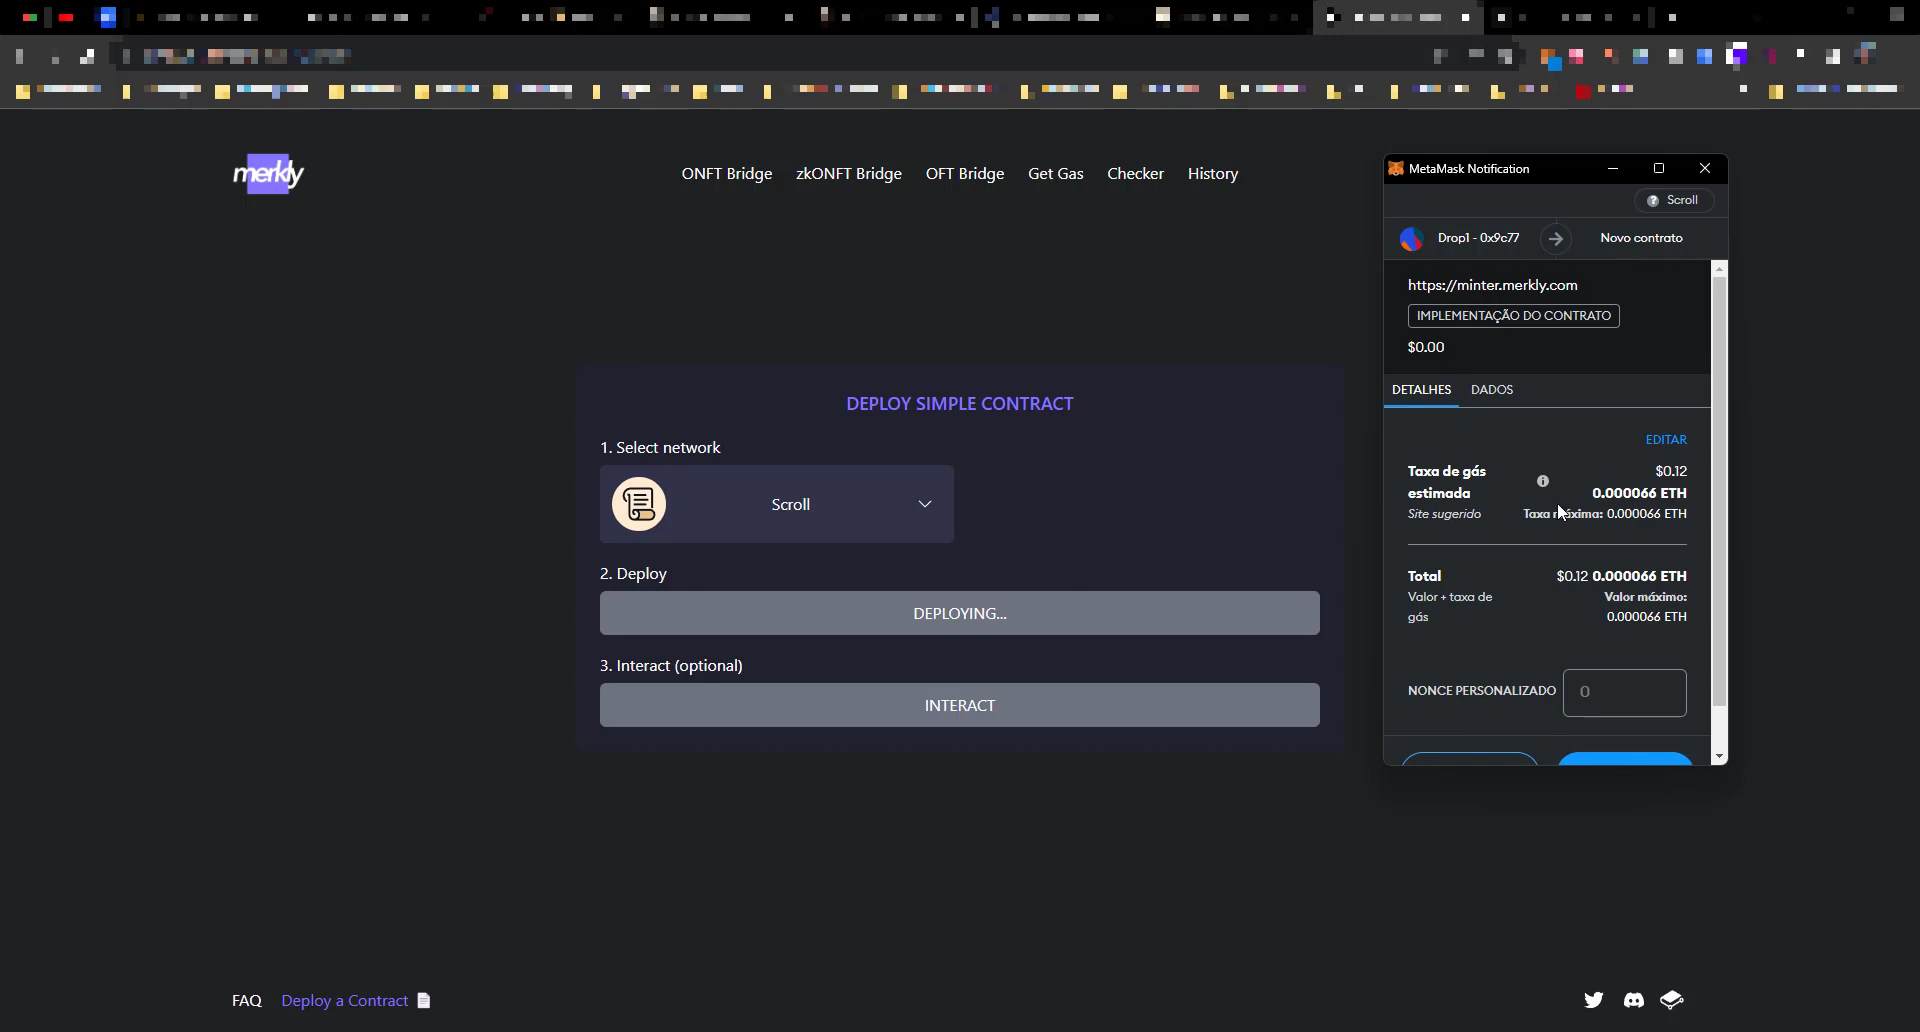 merkly
ONFT Bridge zkONFT Bridge OFT Bridge Get Gas Checker History
DEPLOY SIMPLE CONTRACT
1. Select network
Scroll
2. Deploy
DEPLOYING...
3. Interact (optional)
INTERACT
FAQ Deploy a Contract
MetaMask Notification
Scroll
Drop1 - 0x9c77 Novo contrato
https://minter.merkly.com
IMPLEMENTAÇÃO DO CONTRATO
$0.00
DETALHES DADOS
EDITAR
Taxa de gás $0.12
estimada 0.000066 ETH
Site sugerido Taxa máxima: 0.000066 ETH
Total $0.12 0.000066 ETH
Valor + taxa de Valor máximo:
gás 0.000066 ETH
NONCE PERSONALIZADO 0